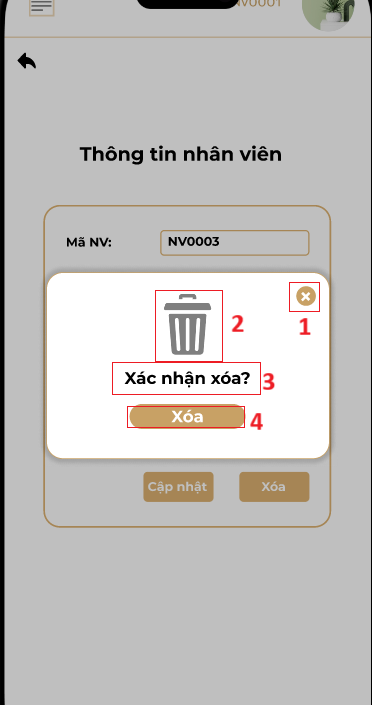 NV0001
Thông tin nhân viên
Mã NV:
NV0003
1
2
Xác nhận xóa?
3
Xóa
4
Cập nhật
Xóa